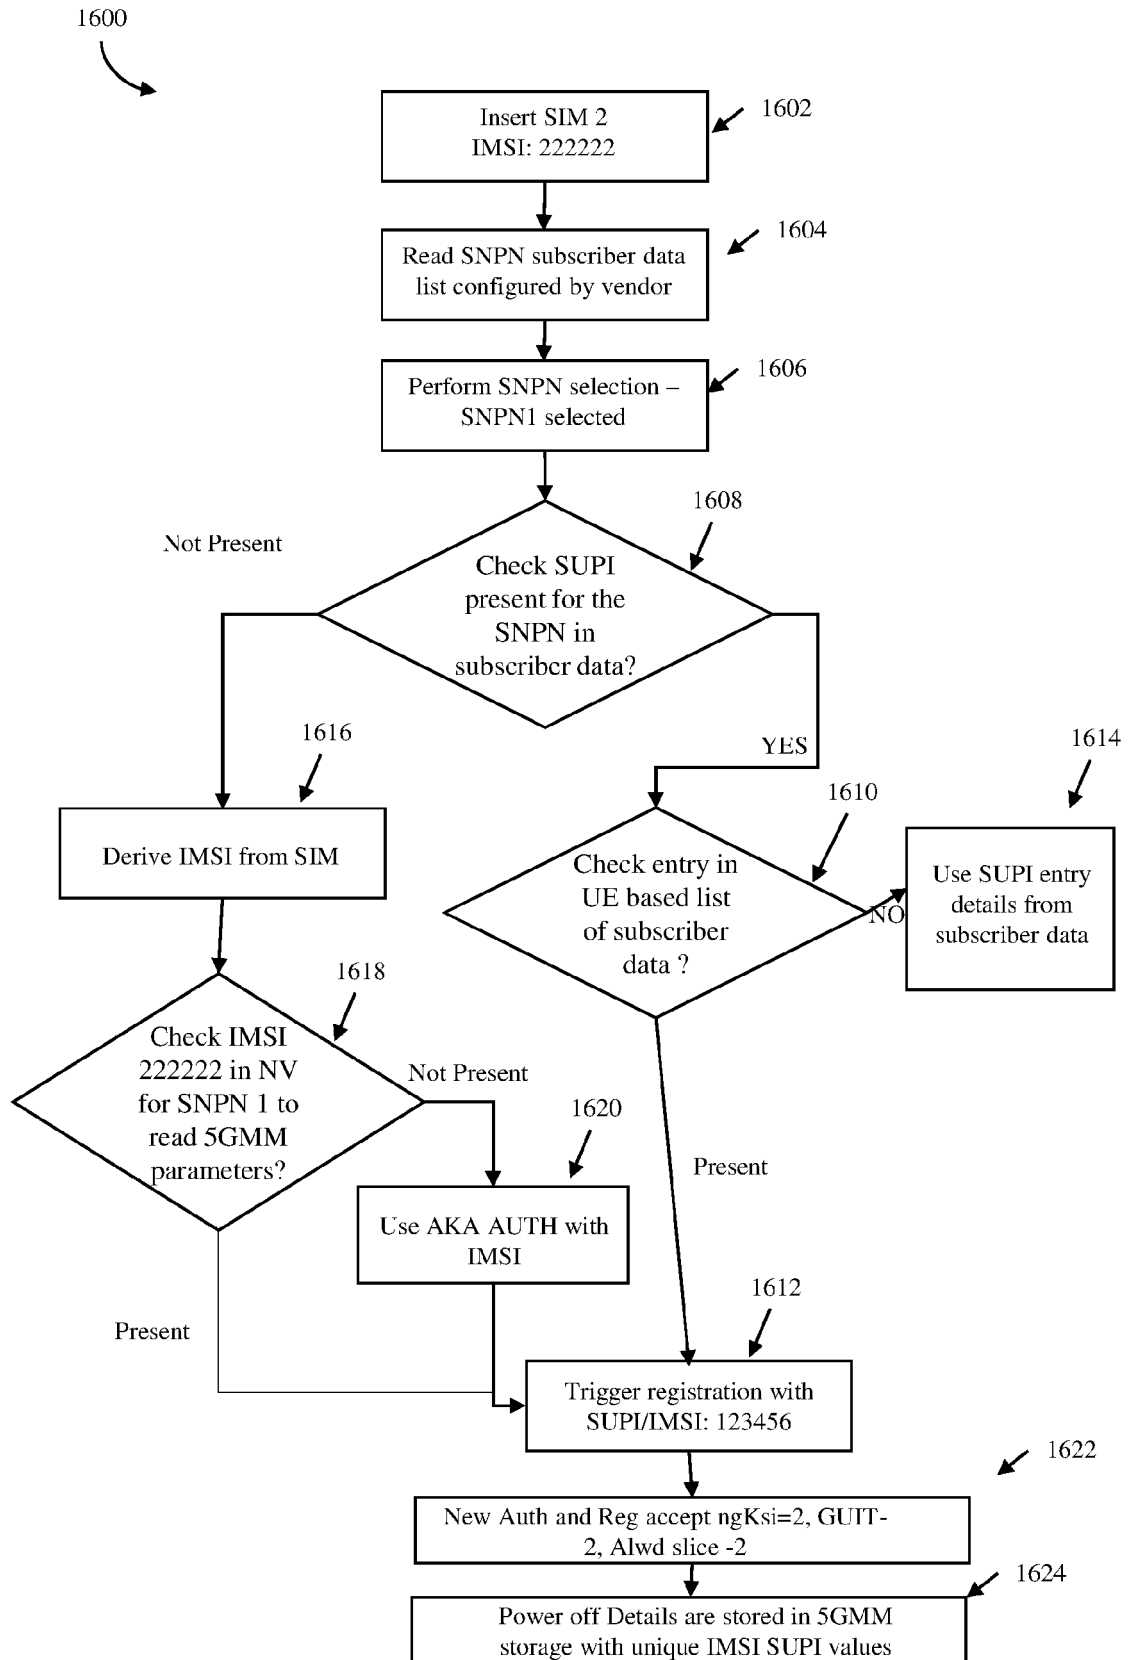 1600
Insert SIM 2
IMSI: 222222
1602
Read SNPN subscriber data
list configured by vendor
1604
Perform SNPN selection –
SNPN1 selected
1606
1608
Not Present
Check SUPI
present for the
SNPN in
subscriber data?
YES
1616
1614
1610
Derive IMSI from SIM
Check entry in
UE based list
of subscriber
data ?
NO
Use SUPI entry
details from
subscriber data
1618
Check IMSI
222222 in NV
for SNPN 1 to
read 5GMM
parameters?
Not Present
1620
Use AKA AUTH with
IMSI
Present
Present
1612
Trigger registration with
SUPI/IMSI: 123456
1622
New Auth and Reg accept ngKsi=2, GUIT-
2, Alwd slice -2
1624
Power off Details are stored in 5GMM
storage with unique IMSI SUPI values